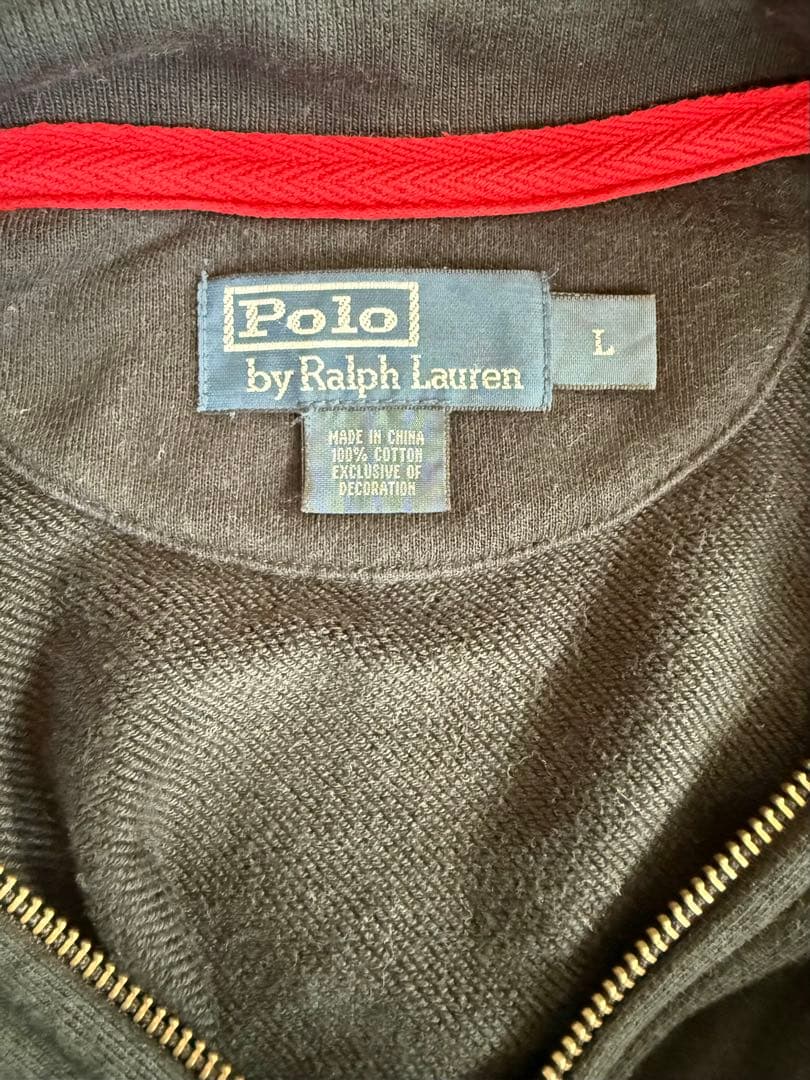 Polo
by Ralph Lauren
L
MADE IN CHINA
100% COTTON
EXCLUSIVE OF
DECORATION